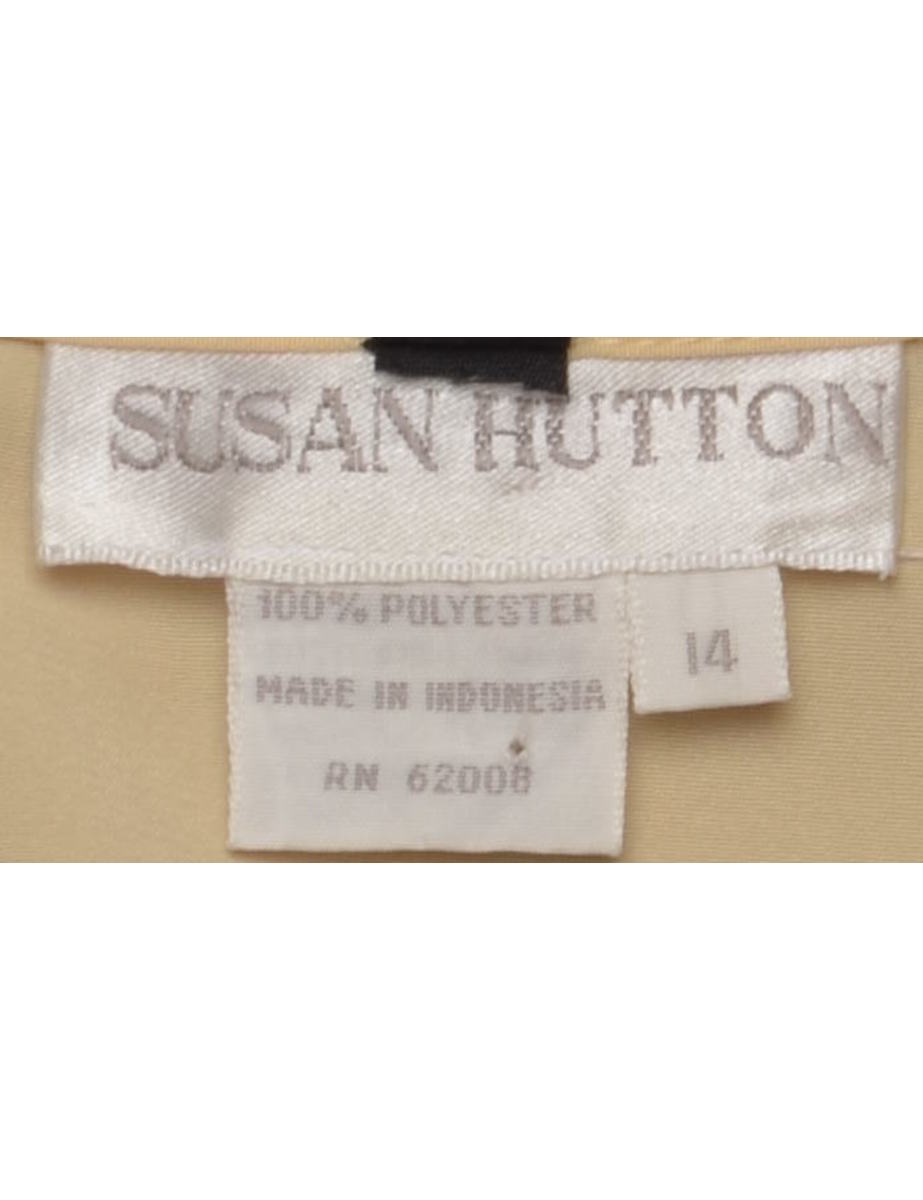 SUSAN HUTTON
100% POLYESTER
14
MADE IN INDONESIA
RN 62008